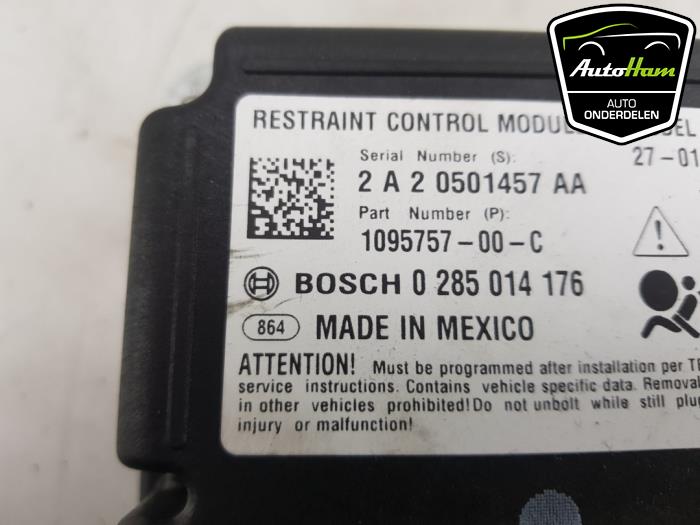 AutoHam
AUTO
ONDERDELEN
RESTRAINT CONTROL MODULE
27-01
Serial Number (S):
2 A 2 0501457 AA
Part Number (P):
1095757-00-C
BOSCH 0 285 014 176
864 MADE IN MEXICO
ATTENTION! Must be programmed after installation per
service instructions. Contains vehicle specific data. Removal
in other vehicles prohibited! Do not unbolt while still
injury or malfunction!